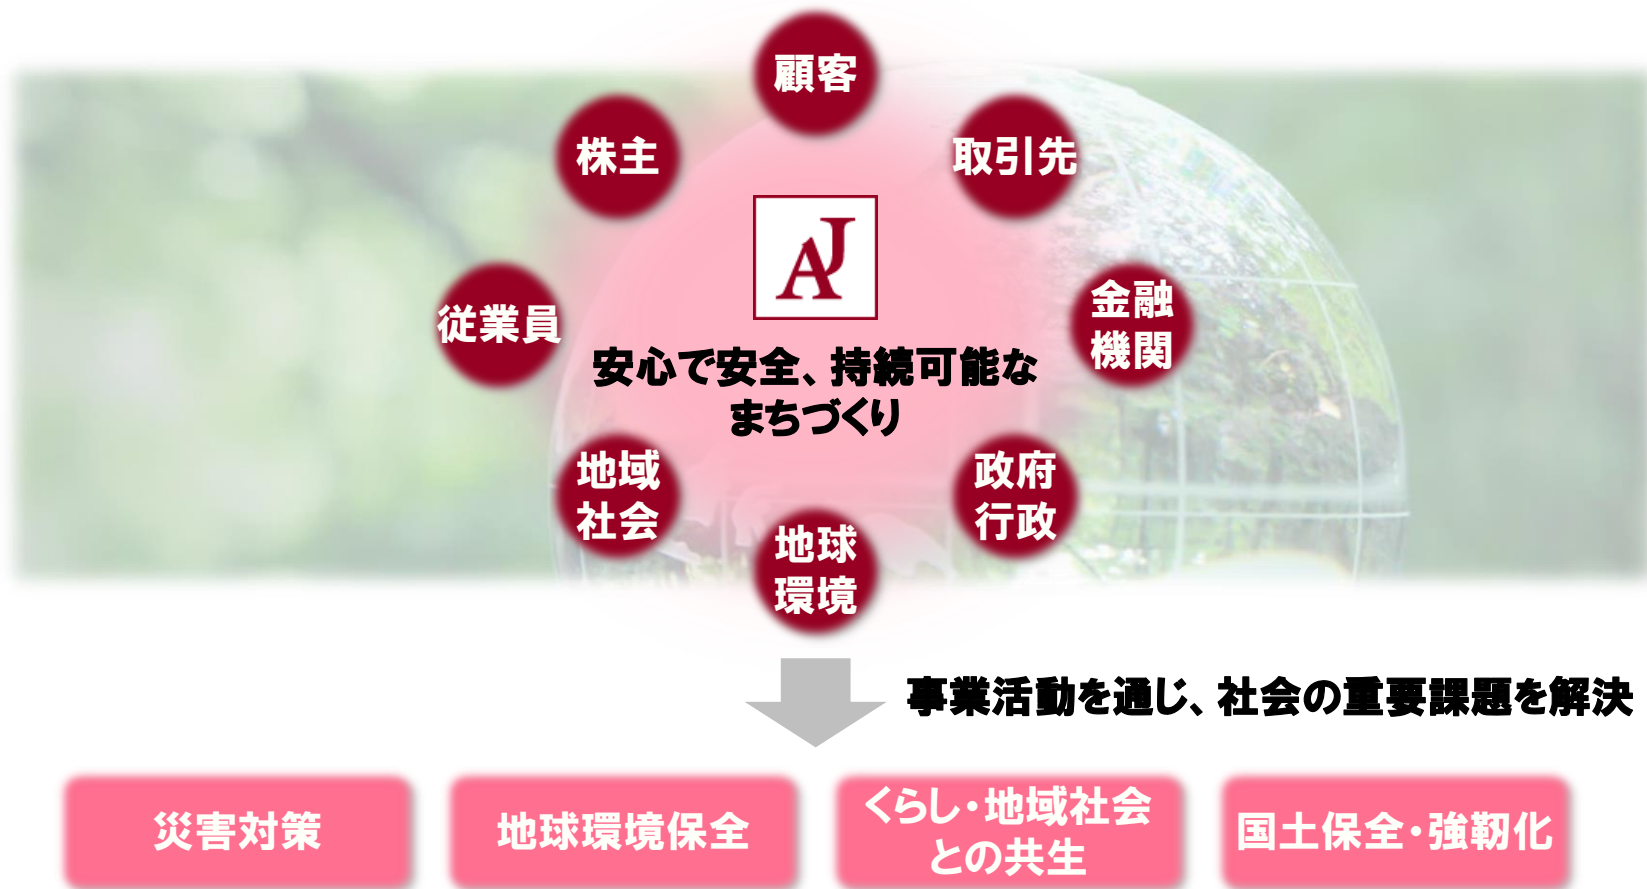 顧客
株主
取引先
AJ
従業員
金融
機関
安心で安全、持続可能な
まちづくり
地域
社会
政府
行政
地球
環境
事業活動を通じ、社会の重要課題を解決
災害対策
地球環境保全
くらし・地域社会
との共生
国土保全・強靭化